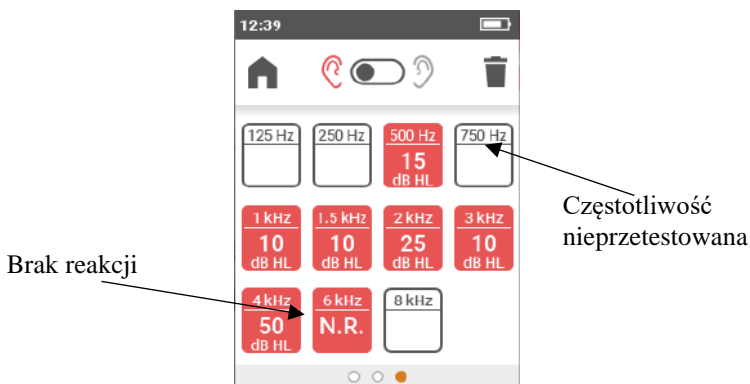 12:39
125 Hz 250 Hz 500 Hz 750 Hz
15
dB HL
Częstotliwość
nieprzetestowana
1 kHz 1.5 kHz 2 kHz 3 kHz
10 10 25 10
dB HL dB HL dB HL dB HL
Brak reakcji
4 kHz 6 kHz 8 kHz
50 N.R.
dB HL